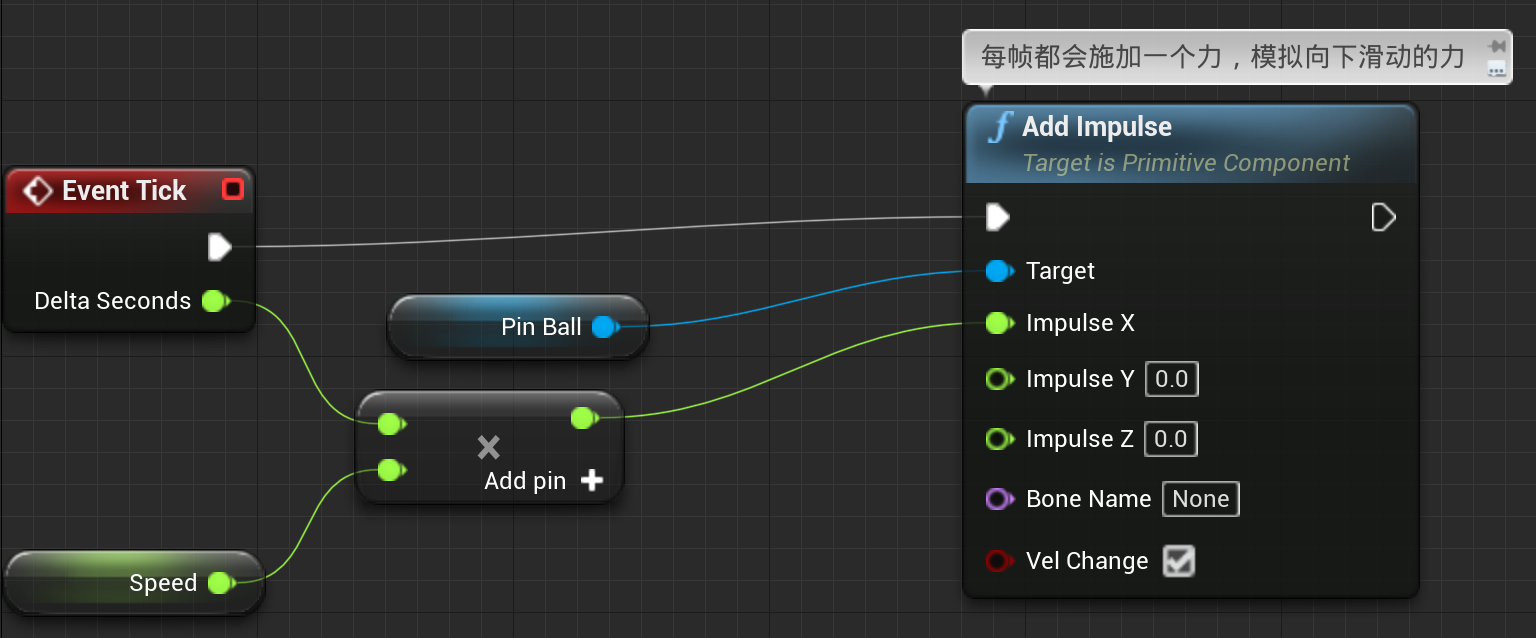 每帧都会施加一个力，模拟向下滑动的力
Add Impulse
Target is Primitive Component
Event Tick
Delta Seconds
Target
Pin Ball
Impulse X
Impulse Y 0.0
Impulse Z 0.0
Add pin
Bone Name None
Vel Change
Speed